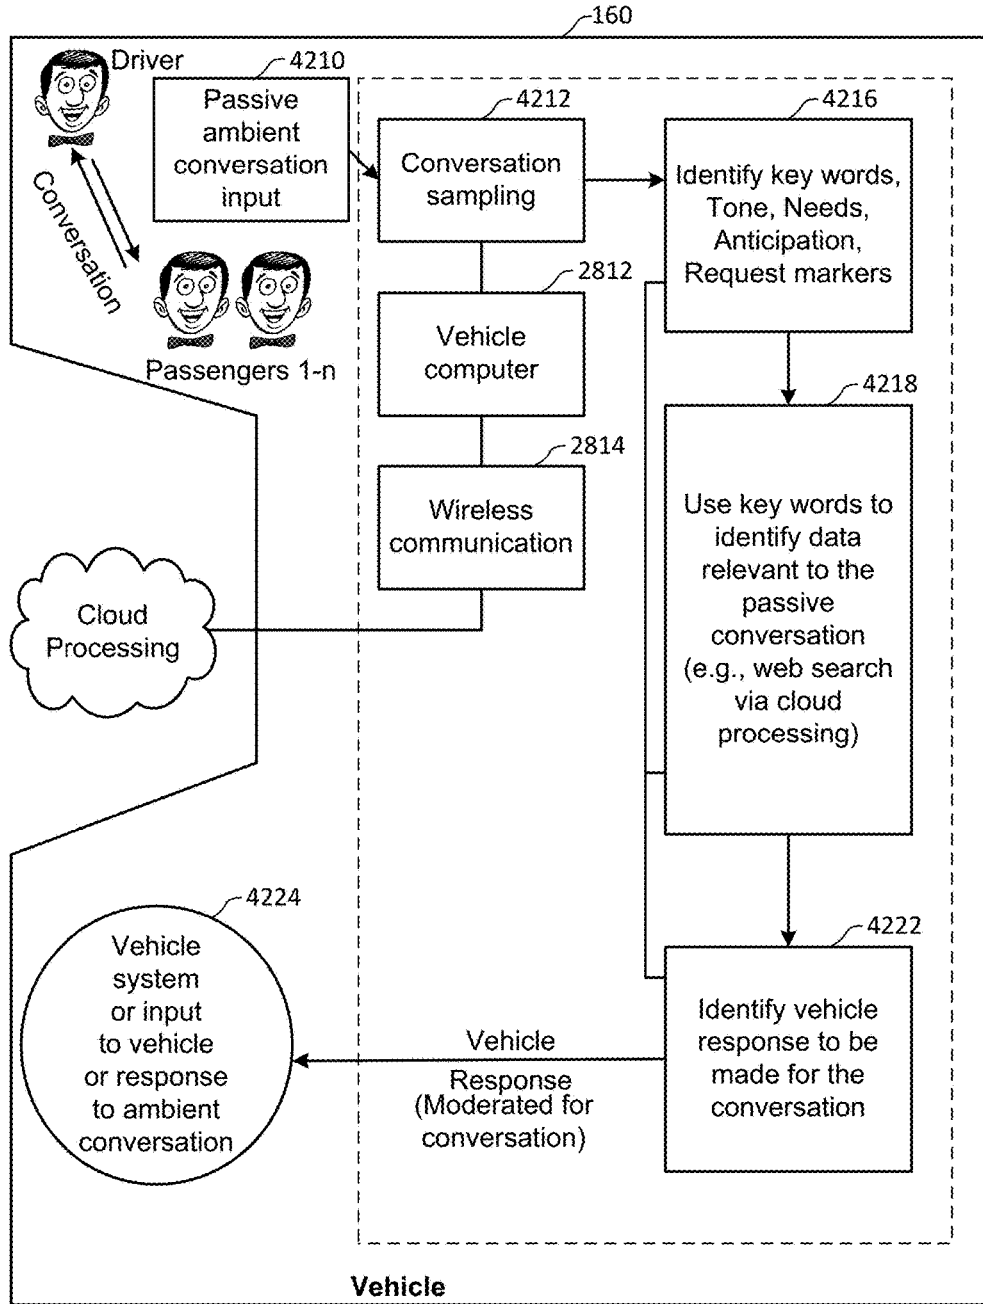 160
Driver
4210
Passive
ambient
conversation
input
Conversation
Passengers 1-n
4212
Conversation
sampling
2812
Vehicle
computer
2814
Wireless
communication
Cloud
Processing
4216
Identify key words,
Tone, Needs,
Anticipation,
Request markers
4218
Use key words to
identify data
relevant to the
passive
conversation
(e.g., web search
via cloud
processing)
4222
Identify vehicle
response to be
made for the
conversation
Vehicle
Response
(Moderated for
conversation)
4224
Vehicle
system
or input
to vehicle
or response
to ambient
conversation
Vehicle